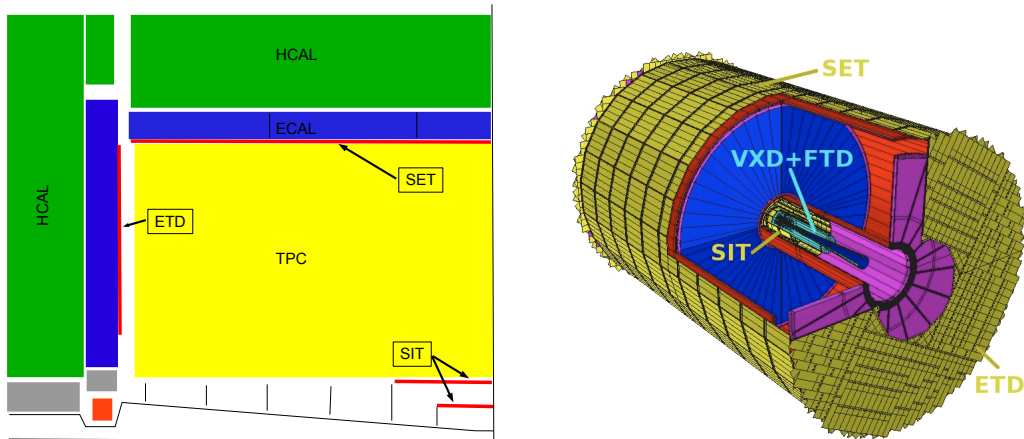 HCAL
ECAL
SET
HCAL
ETD
TPC
SIT
SET
VXD+FTD
SIT
ETD